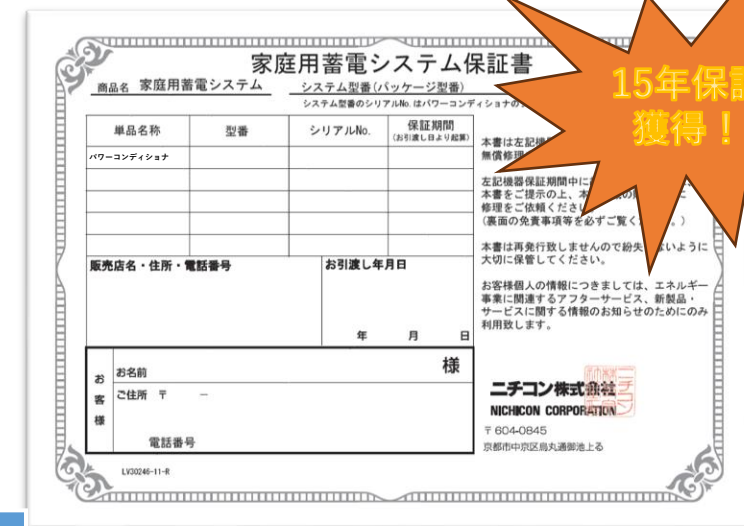 家庭用蓄電システム保証書
商品名 家庭用蓄電システム
システム型番(パッケージ型番)
システム型番のシリアルNo. はパワーコンディショナの
単品名称 型番 シリアルNo. 保証期間
(お引渡し日より起算)
パワーコンディショナ
販売店名・住所・電話番号
お引渡し年月日
年 月 日
お客様
お名前 様
ご住所 〒 －
電話番号
LV30246-11-R
15年保証
獲得！
本書は左記機
無償修理
左記機器保証期間中に
本書をご提示の上、本
修理をご依頼くださ
(裏面の免責事項等を必ずご覧く 。)
本書は再発行致しませんので紛失 ないように
大切に保管してください。
お客様個人の情報につきましては、エネルギー
事業に関連するアフターサービス、新製品・
サービスに関する情報のお知らせのためにのみ
利用致します。
ニチコン株式会社
NICHICON CORPORATION
〒 604-0845
京都市中京区烏丸通御池上る